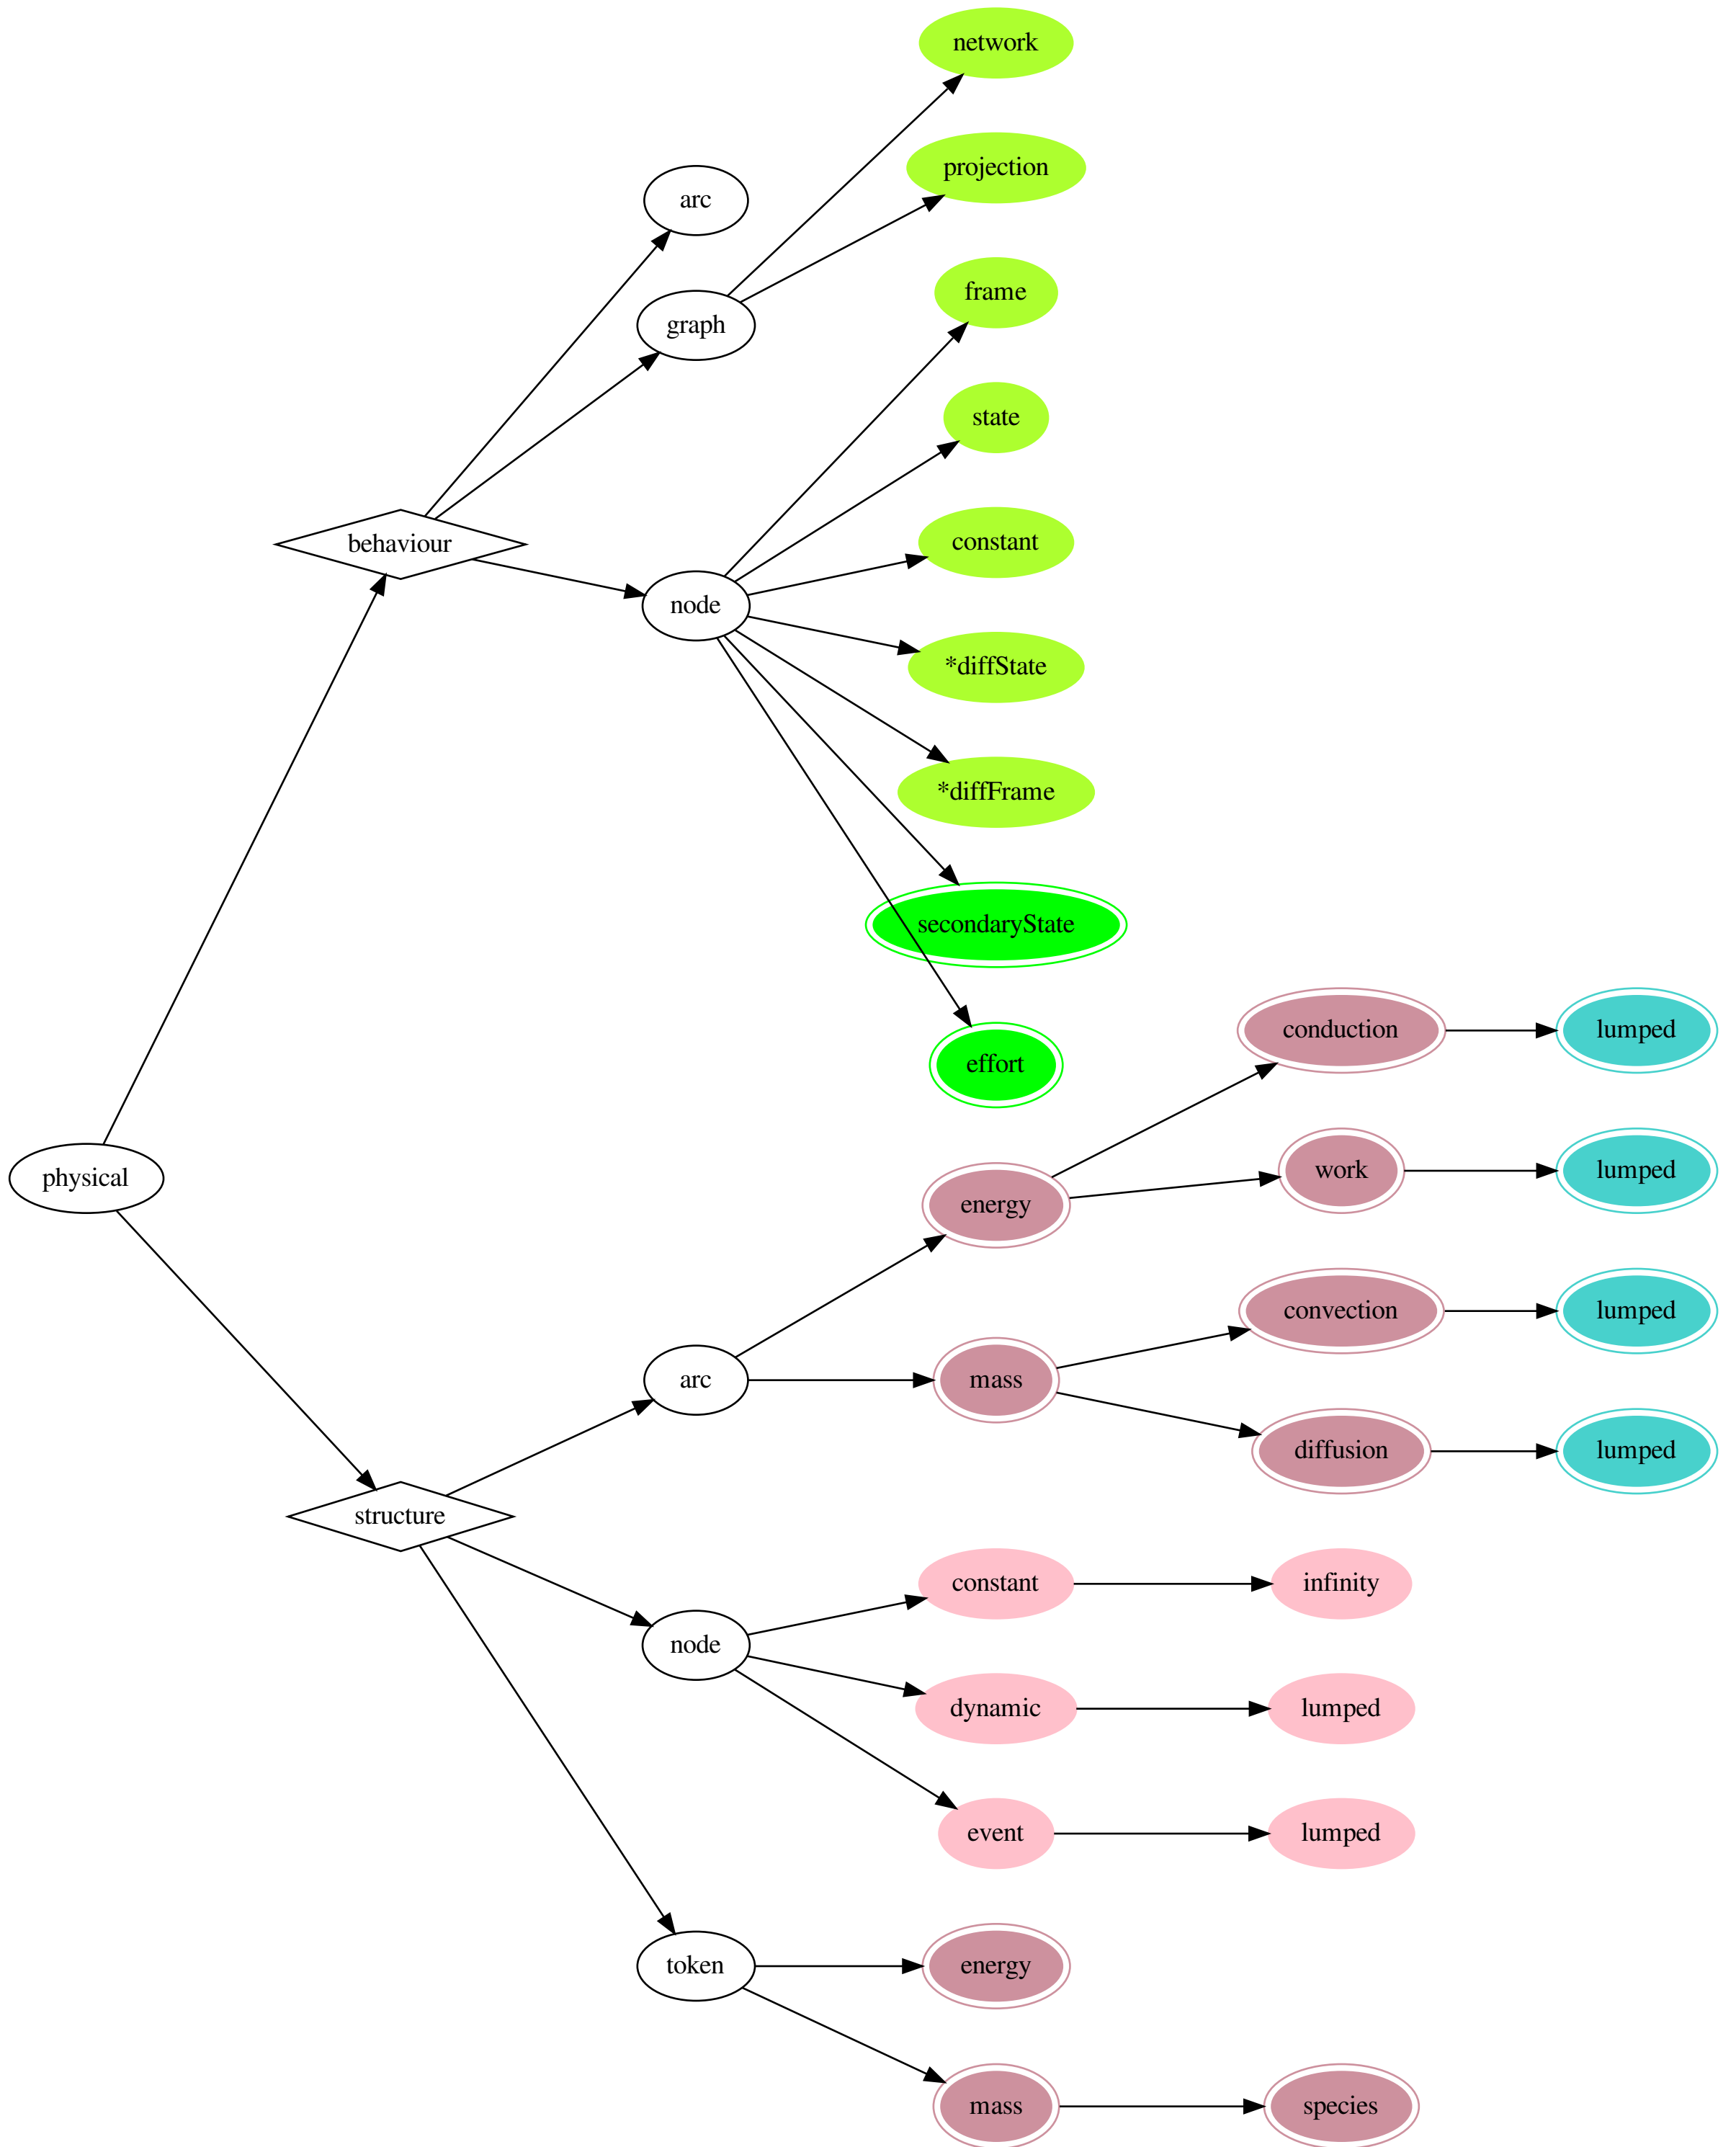 network
projection
arc
frame
graph
state
constant
behaviour
node
*diffState
*diffFrame
secondaryState
effort
conduction
lumped
physical
energy
work
lumped
convection
lumped
arc
mass
diffusion
lumped
structure
constant
infinity
node
dynamic
lumped
event
lumped
token
energy
mass
species